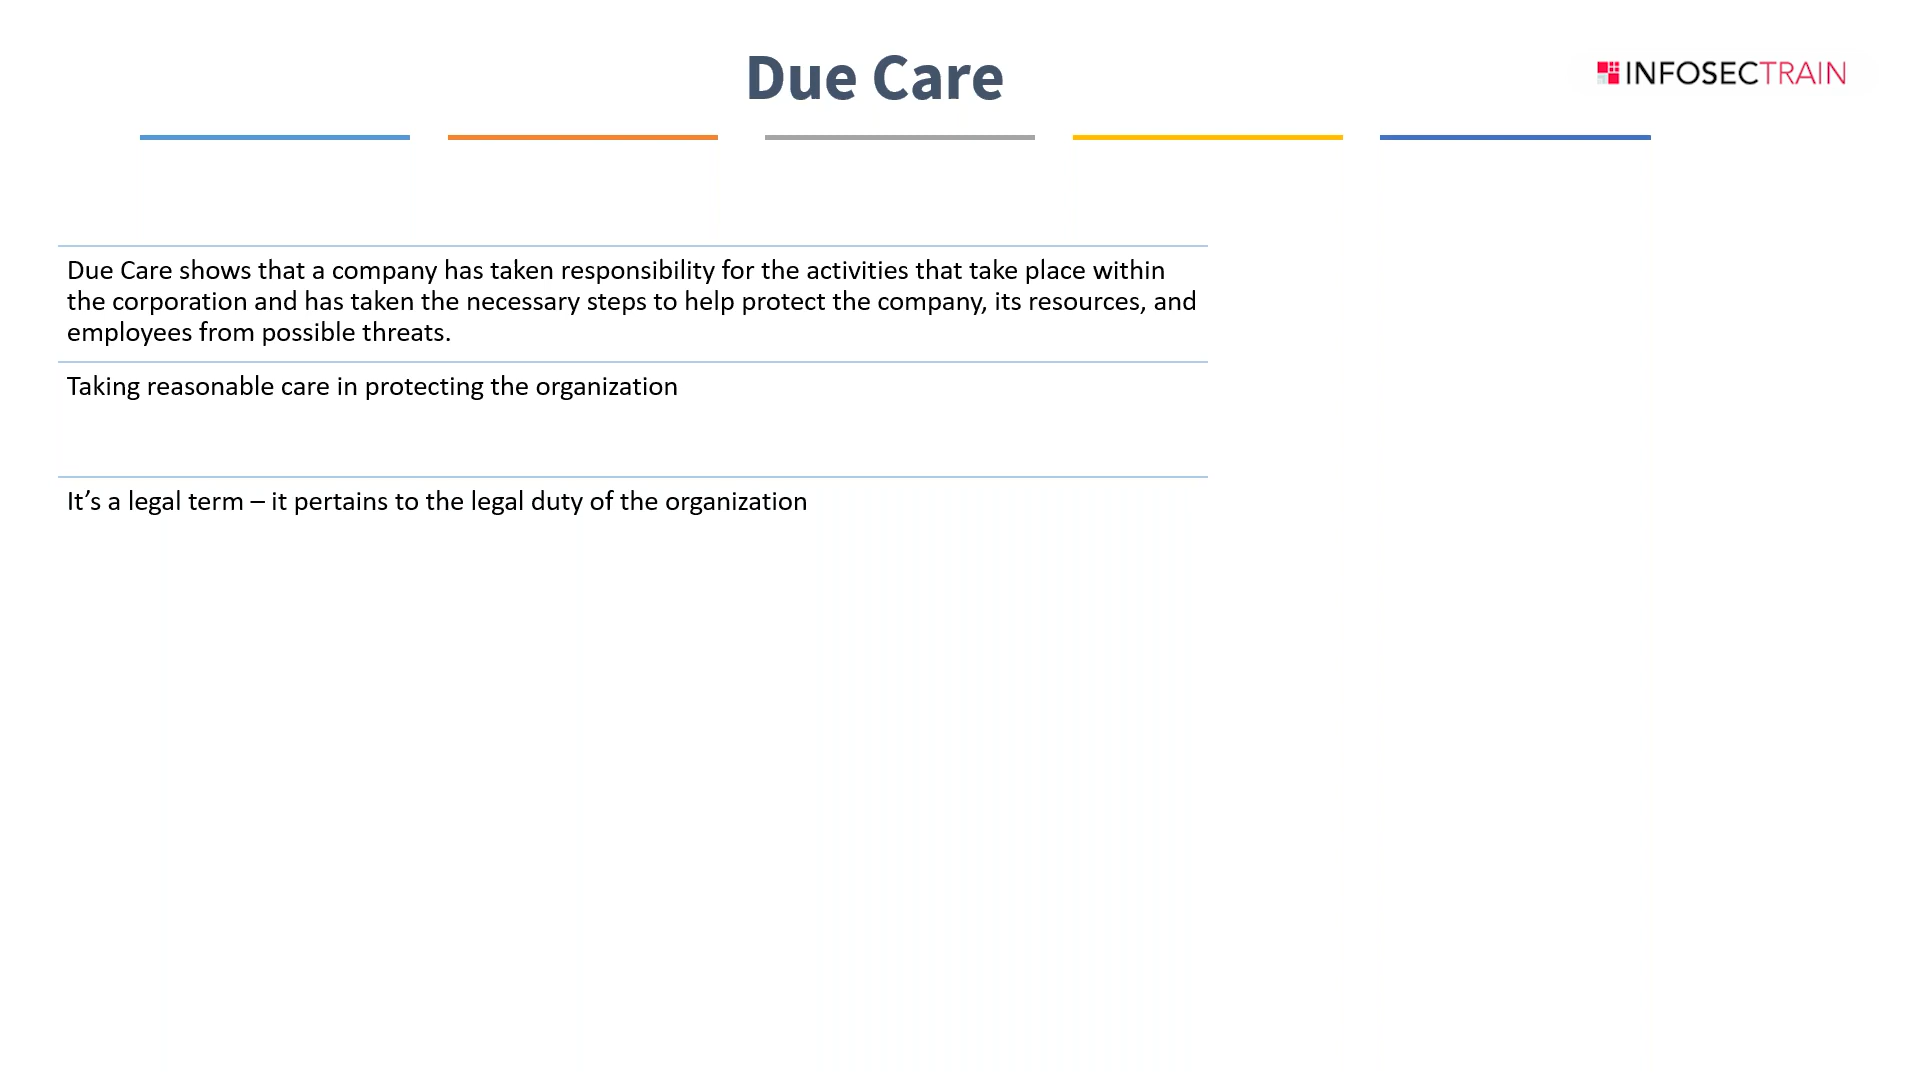 Due Care
INFOSECTRAIN
Due Care shows that a company has taken responsibility for the activities that take place within
the corporation and has taken the necessary steps to help protect the company, its resources, and
employees from possible threats.
Taking reasonable care in protecting the organization
It’s a legal term – it pertains to the legal duty of the organization